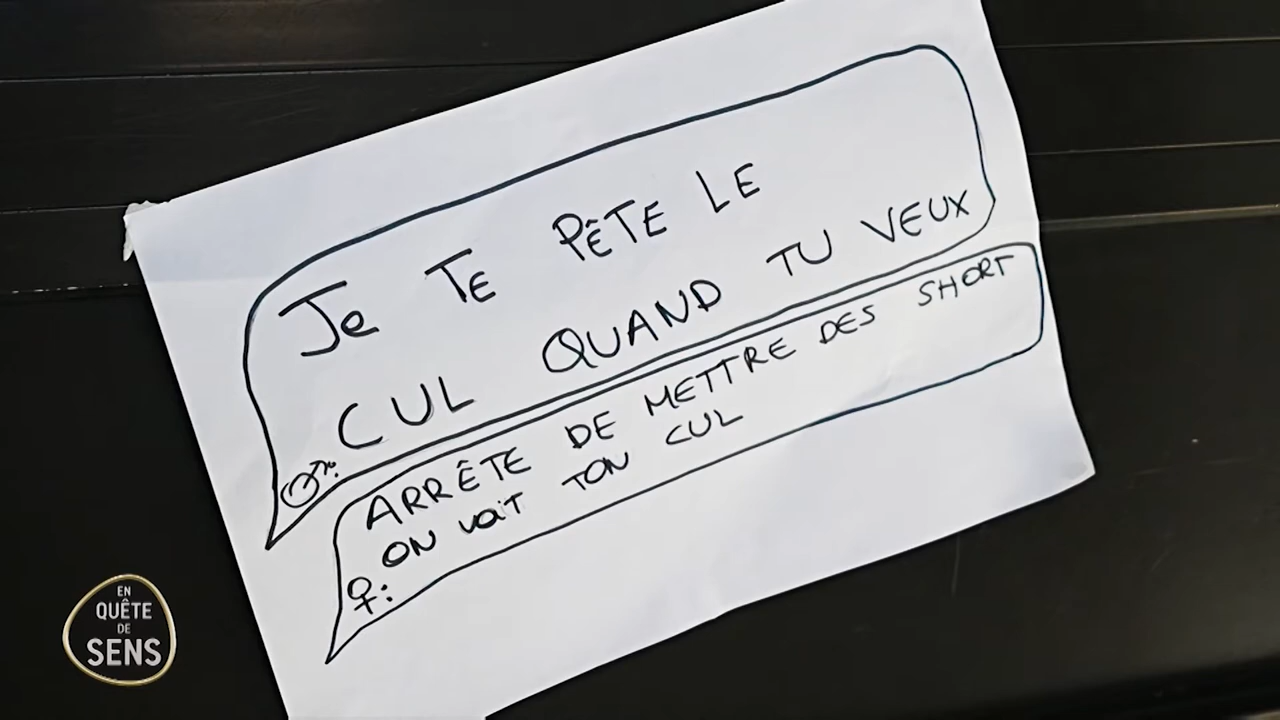 Je TE PÊTE LE
CUL QUAND TU VEUX
♂:
ARRÊTE DE METTRE DES SHORT
ON VOIT TON CUL
♀:
EN
QUÊTE
DE
SENS